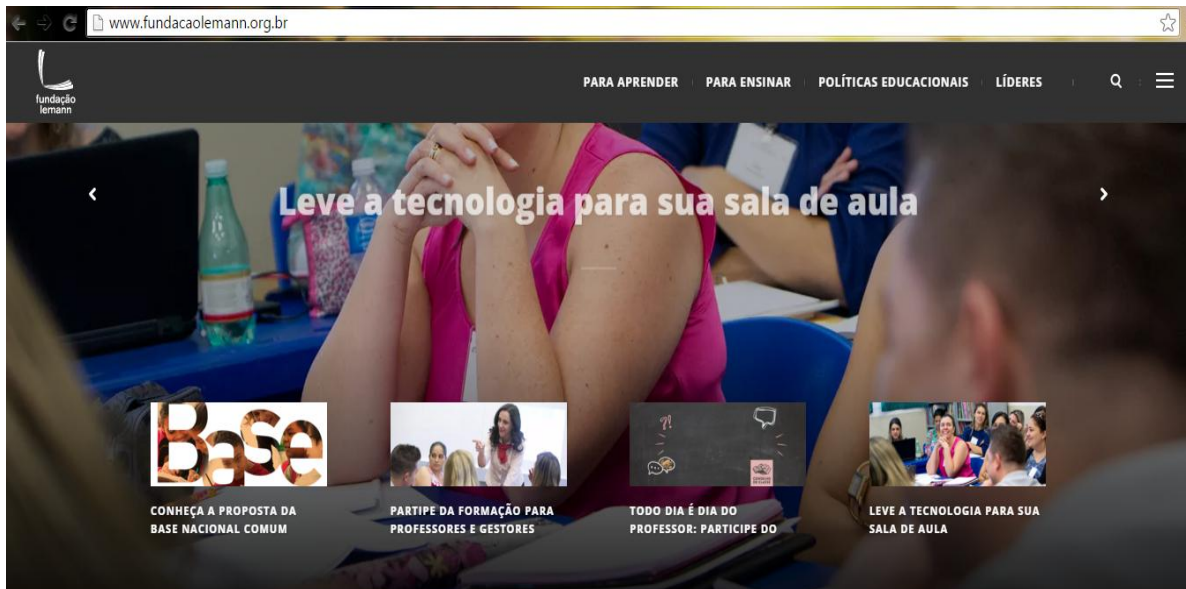 www.fundacaolemann.org.br
fundação
lemann
PARA APRENDER PARA ENSINAR POLÍTICAS EDUCACIONAIS LÍDERES
Leve a tecnologia para sua sala de aula
Base
?!
CONHEÇA A PROPOSTA DA
BASE NACIONAL COMUM
PARTIPE DA FORMAÇÃO PARA
PROFESSORES E GESTORES
TODO DIA É DIA DO
PROFESSOR: PARTICIPE DO
LEVE A TECNOLOGIA PARA SUA
SALA DE AULA